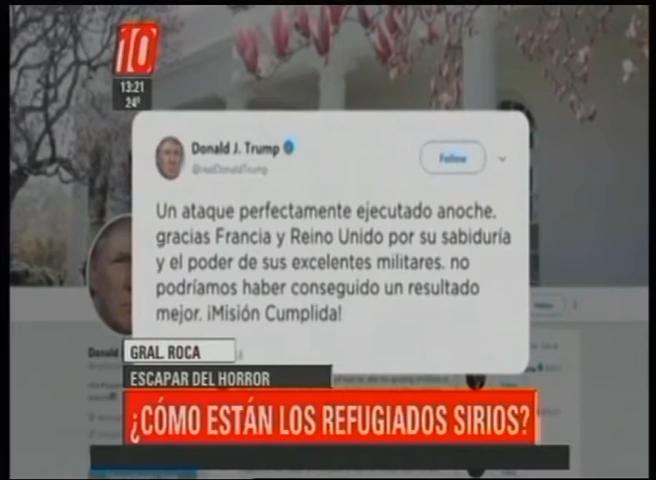 10
13:21
24°
Donald J. Trump
@realDonaldTrump
Follow
Un ataque perfectamente ejecutado anoche.
gracias Francia y Reino Unido por su sabiduría
y el poder de sus excelentes militares. no
podríamos haber conseguido un resultado
mejor. ¡Misión Cumplida!
GRAL. ROCA
ESCAPAR DEL HORROR
¿CÓMO ESTÁN LOS REFUGIADOS SIRIOS?